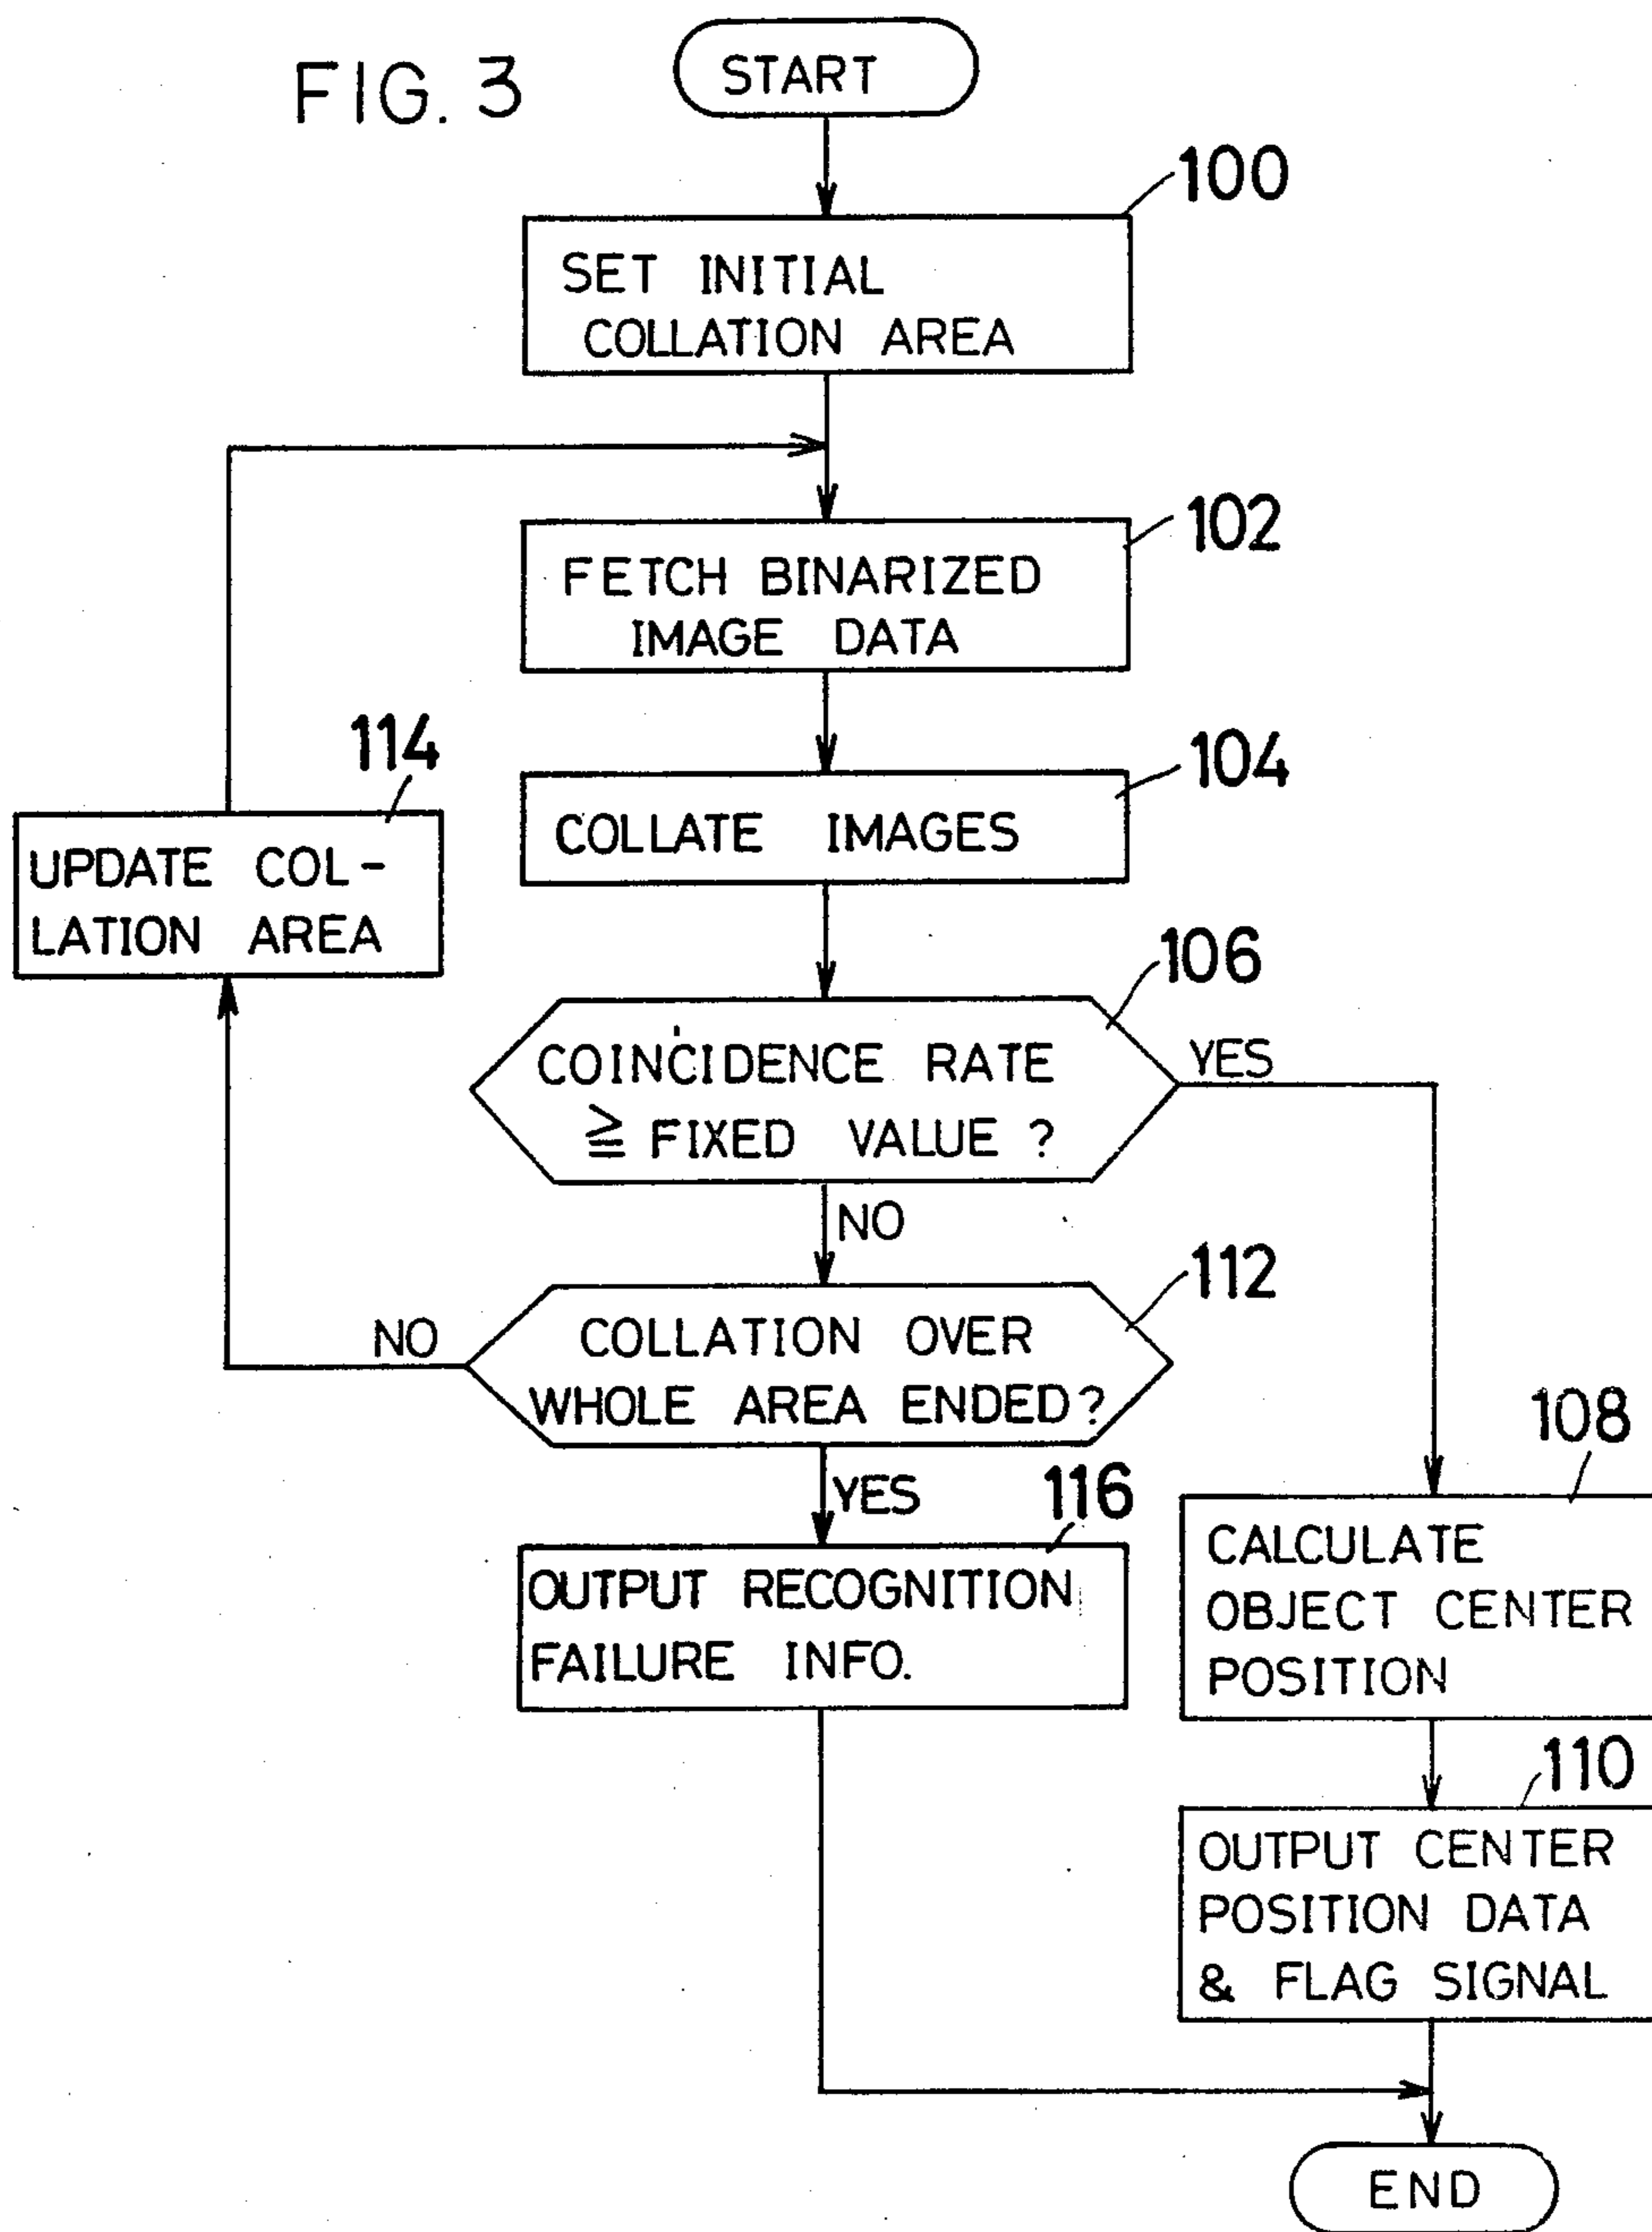 FIG. 3
START
100
SET INITIAL
COLLATION AREA
102
FETCH BINARIZED
IMAGE DATA
114
104
COLLATE IMAGES
UPDATE COL-
LATION AREA
106
COINCIDENCE RATE
≧ FIXED VALUE ?
YES
NO
112
NO
COLLATION OVER
WHOLE AREA ENDED?
108
YES
116
CALCULATE
OBJECT CENTER
POSITION
OUTPUT RECOGNITION
FAILURE INFO.
110
OUTPUT CENTER
POSITION DATA
& FLAG SIGNAL
END